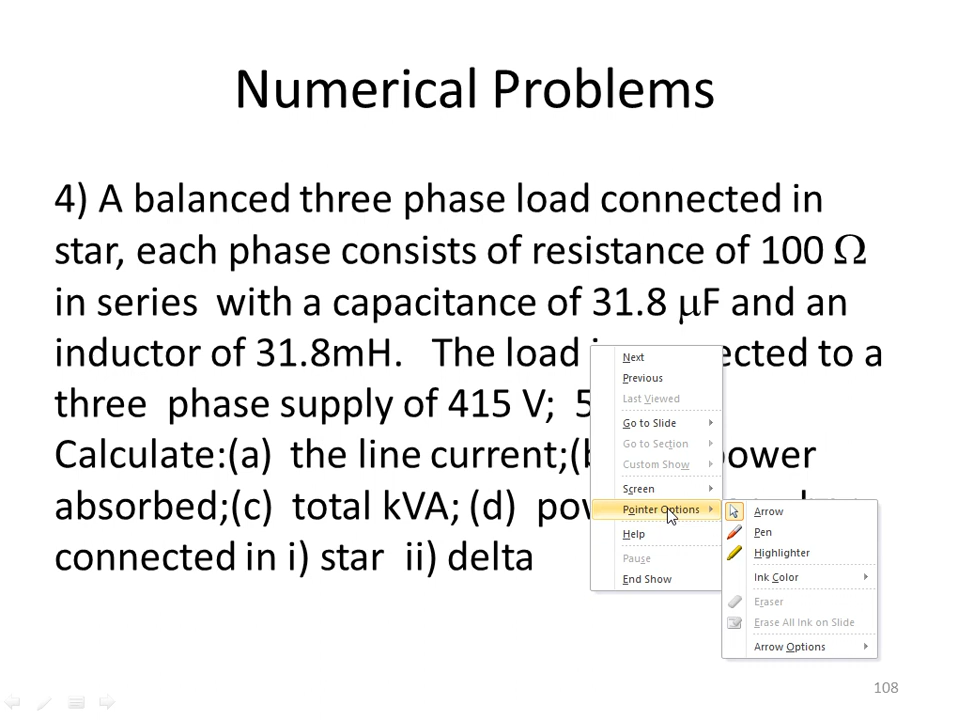 Numerical Problems
4) A balanced three phase load connected in
star, each phase consists of resistance of 100 Ω
in series with a capacitance of 31.8 μF and an
inductor of 31.8mH. The load ected to a
three phase supply of 415 V; 5
Calculate:(a) the line current;(b power
absorbed;(c) total kVA; (d)
connected in i) star ii) delta
Next
Previous
Last Viewed
Go to Slide
Go to Section
Custom Show
Screen
Pointer Options
Help
Pause
End Show
Arrow
Pen
Highlighter
Ink Color
Eraser
Erase All Ink on Slide
Arrow Options
108